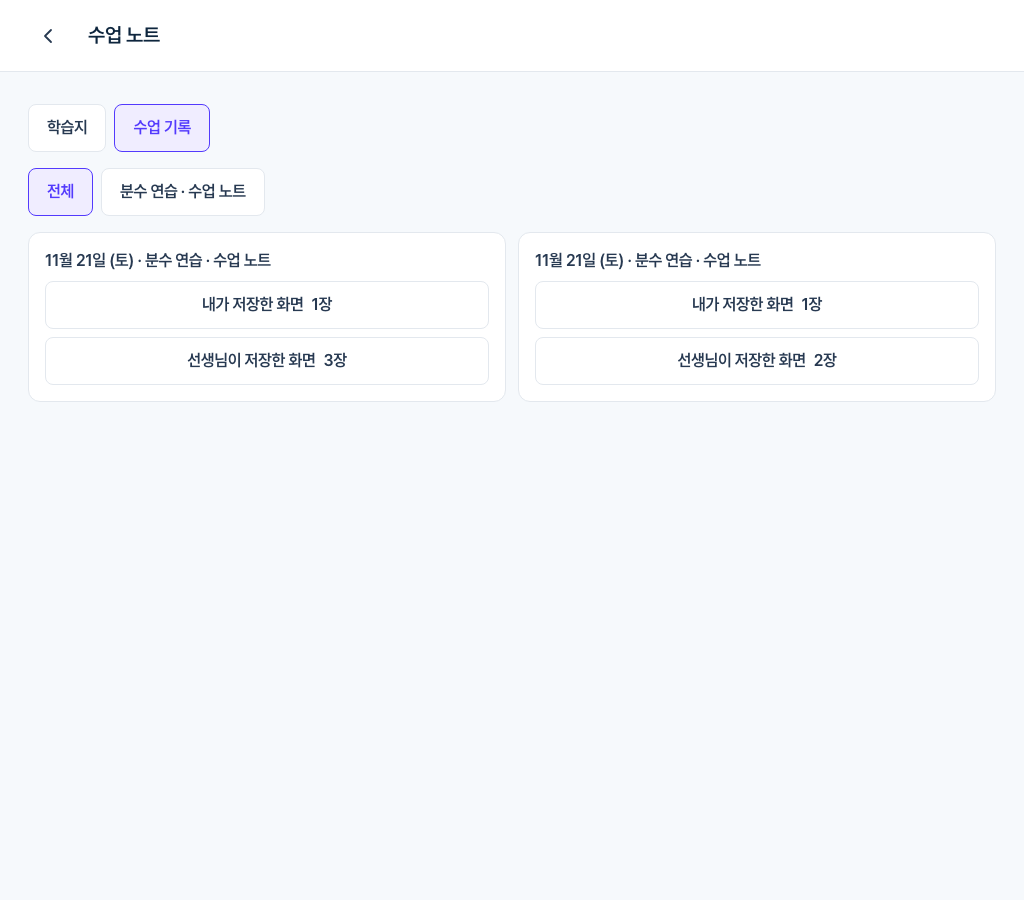 수업 노트
학습지
수업 기록
전체
분수 연습 · 수업 노트
11월 21일 (토) · 분수 연습 · 수업 노트
내가 저장한 화면 1장
선생님이 저장한 화면 3장
11월 21일 (토) · 분수 연습 · 수업 노트
내가 저장한 화면 1장
선생님이 저장한 화면 2장